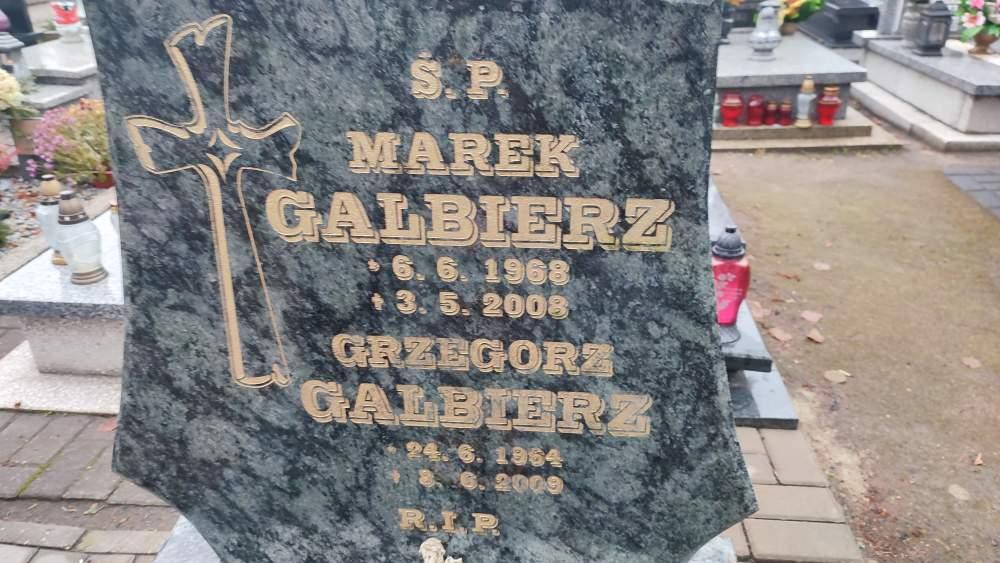 Ś. P.
MAREK
GALBIERZ
* 6. 6. 1968
† 3. 5. 2008
GRZEGORZ
GALBIERZ
* 24. 6. 1964
† 8. 6. 2009
R.I.P.